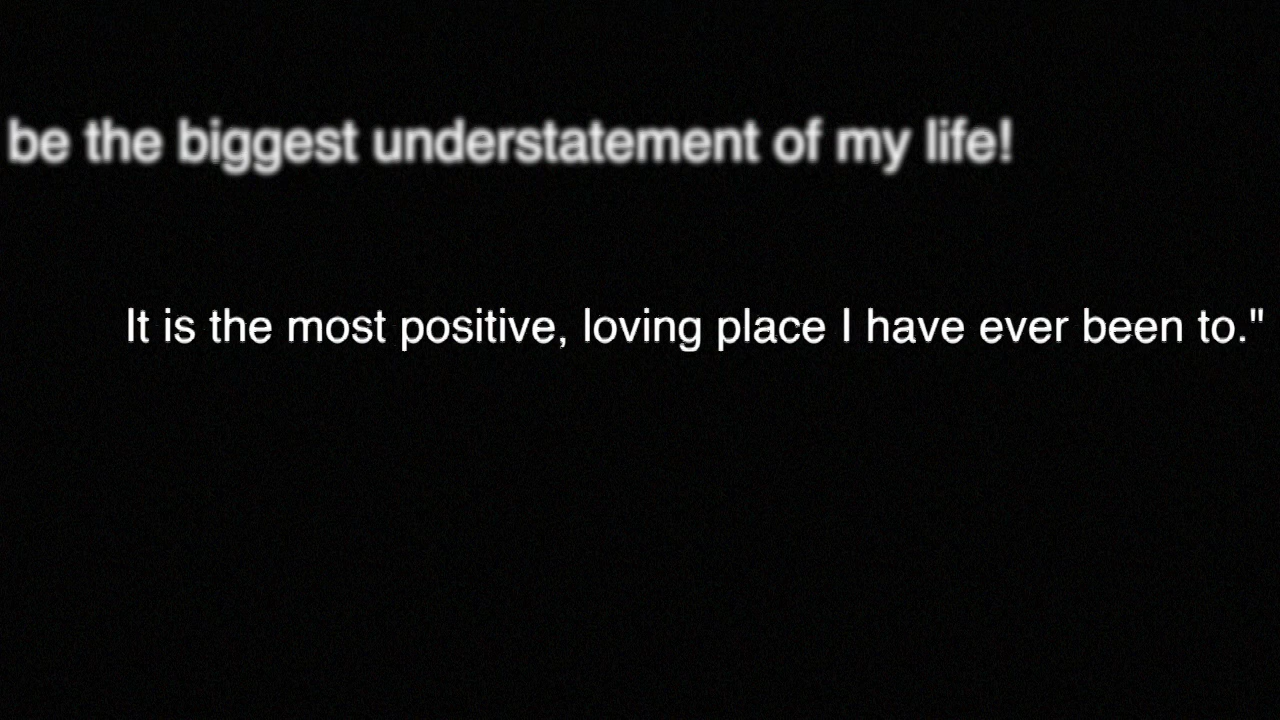 be the biggest understatement of my life!
It is the most positive, loving place I have ever been to."